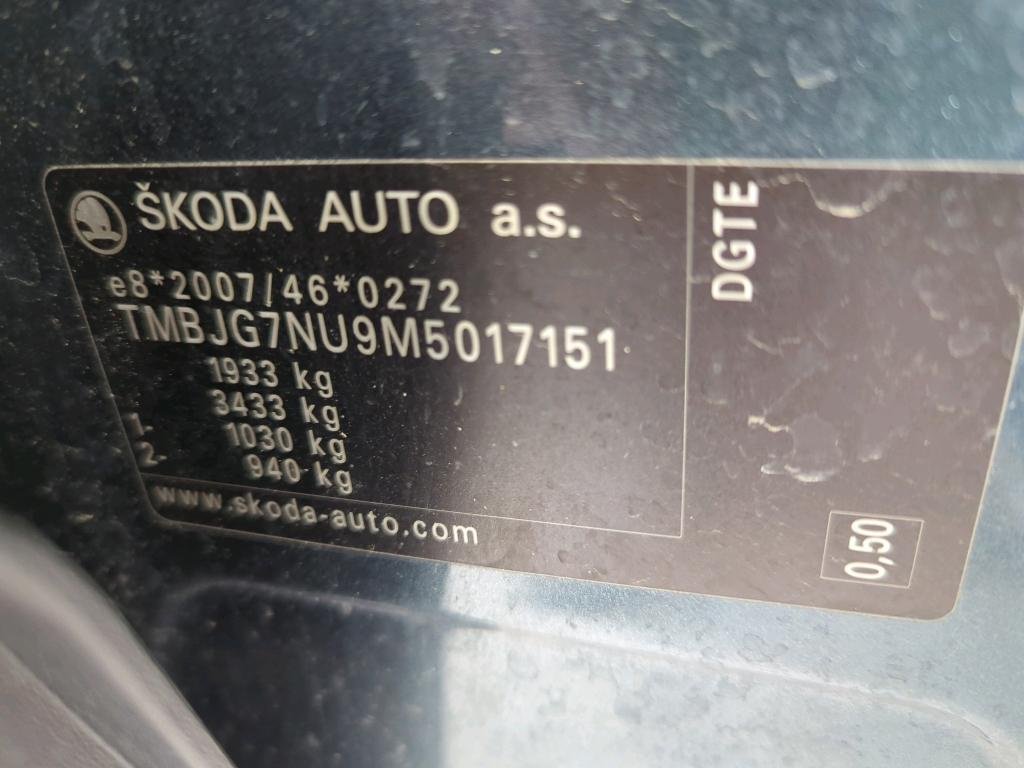 ŠKODA AUTO a.s.
e8*2007/46*0272
TMBJG7NU9M5017151
1933 kg
3433 kg
1- 1030 kg
2- 940 kg
www.skoda-auto.com
DGTE
0,50